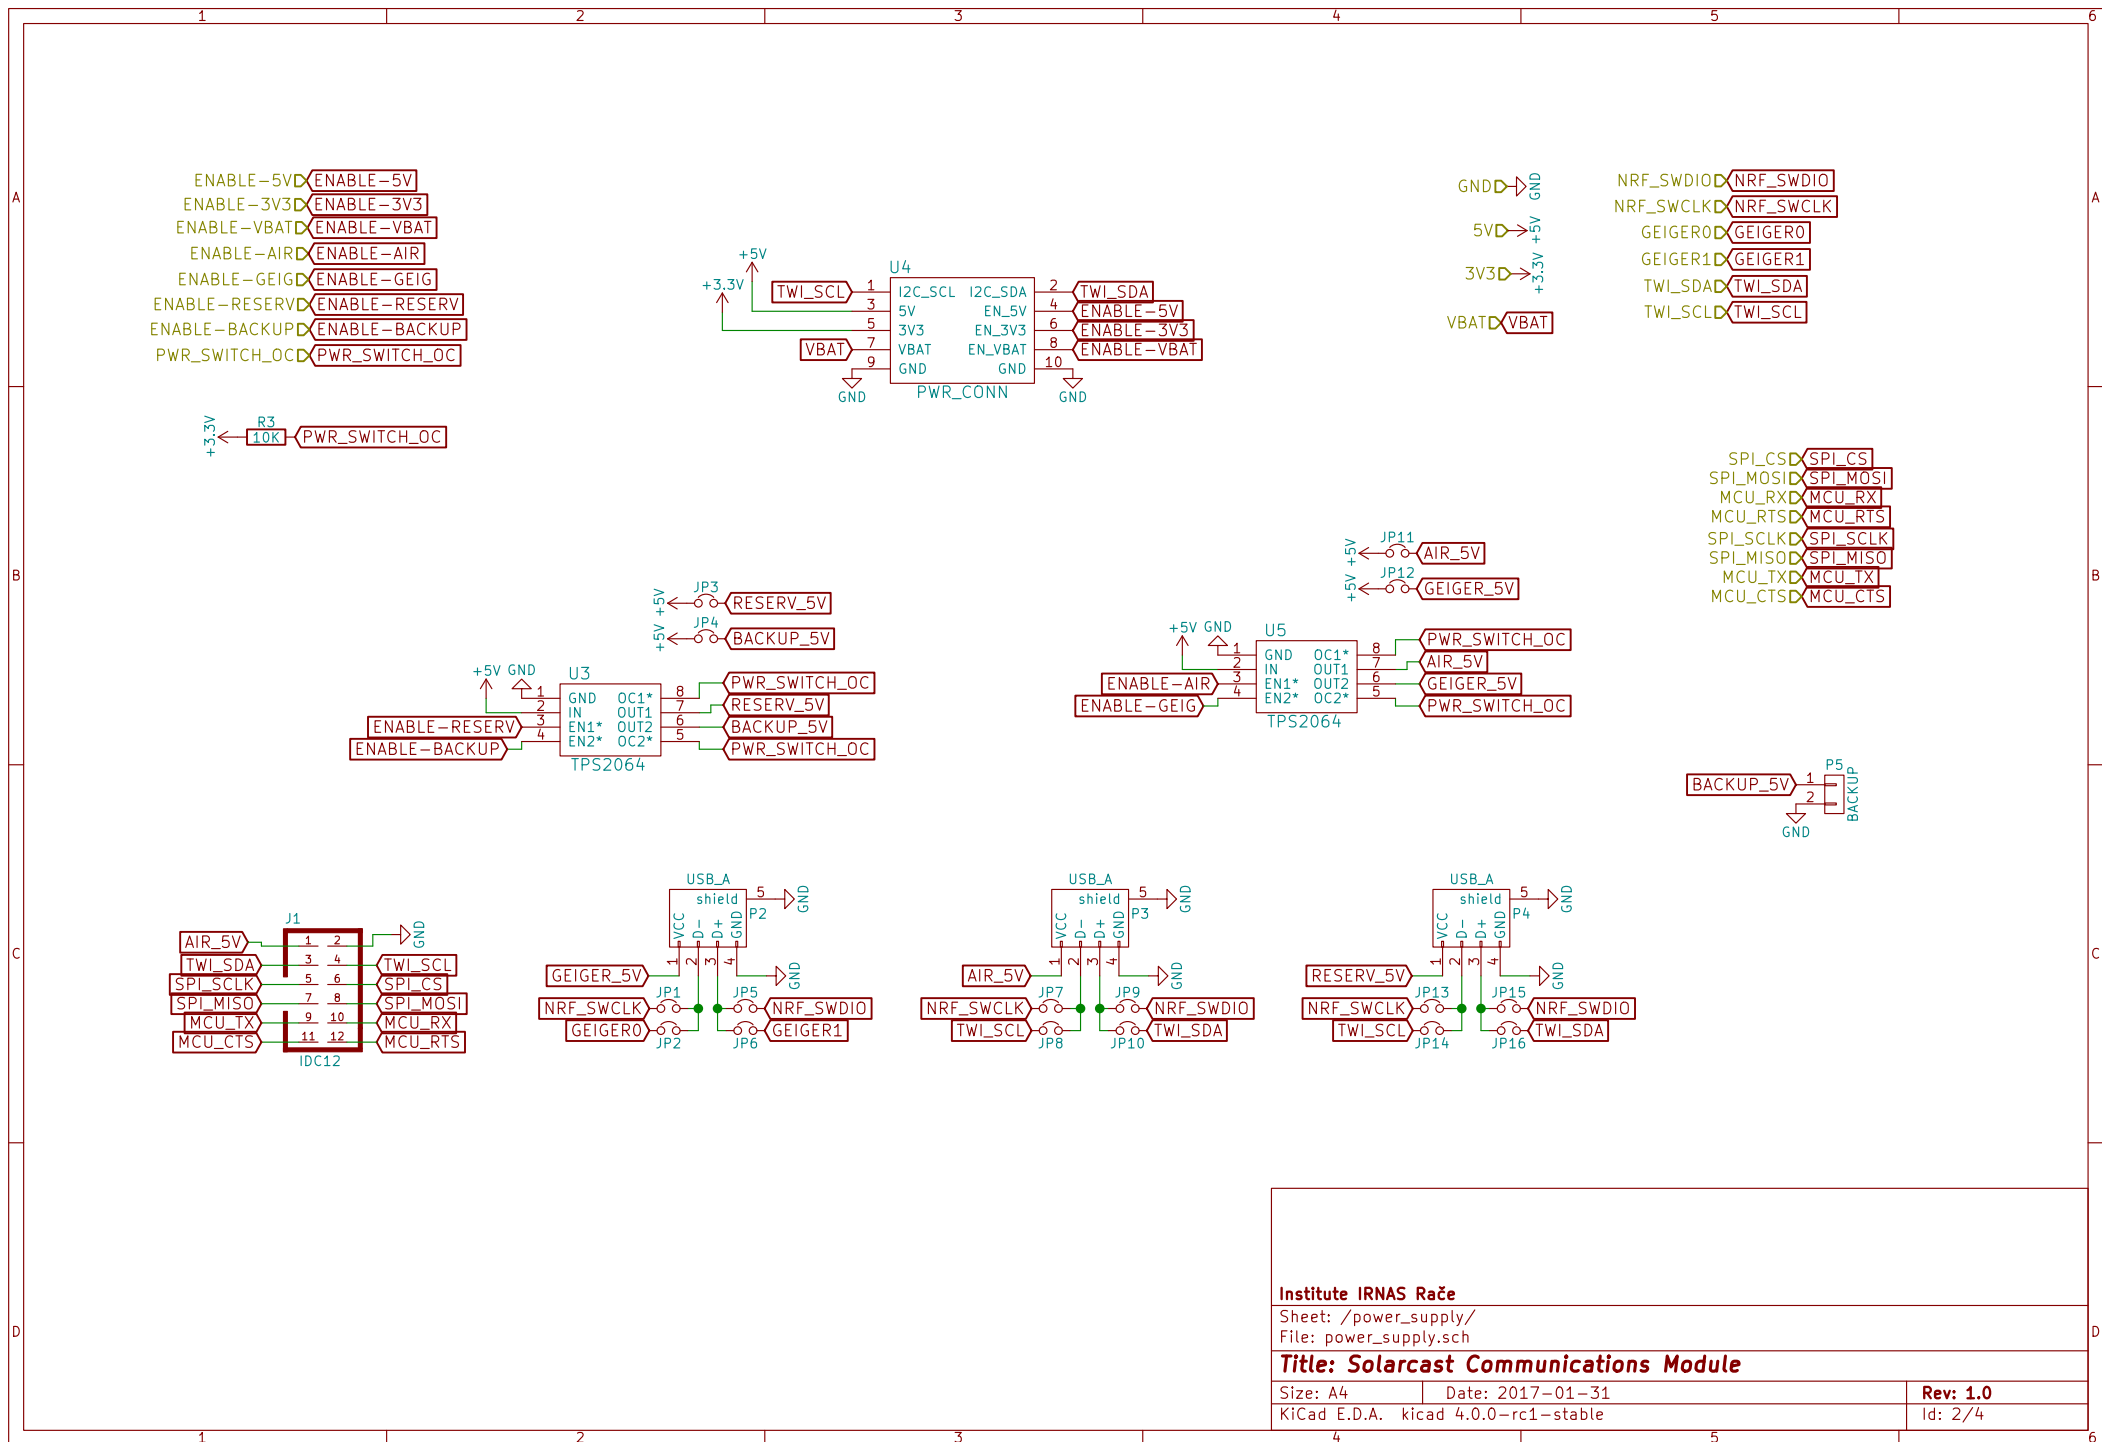 1 2 3 4 5 6
A A
ENABLE-5V ENABLE-5V
ENABLE-3V3 ENABLE-3V3
ENABLE-VBAT ENABLE-VBAT
ENABLE-AIR ENABLE-AIR
ENABLE-GEIG ENABLE-GEIG
ENABLE-RESERV ENABLE-RESERV
ENABLE-BACKUP ENABLE-BACKUP
PWR_SWITCH_OC PWR_SWITCH_OC
+3.3V R3 10K PWR_SWITCH_OC
+5V
+3.3V
U4
TWI_SCL 1 I2C_SCL I2C_SDA 2 TWI_SDA
3 5V EN_5V 4 ENABLE-5V
5 3V3 EN_3V3 6 ENABLE-3V3
VBAT 7 VBAT EN_VBAT 8 ENABLE-VBAT
9 GND GND 10
GND PWR_CONN GND
GND GND
5V +5V
3V3 +3.3V
VBAT VBAT
NRF_SWDIO NRF_SWDIO
NRF_SWCLK NRF_SWCLK
GEIGER0 GEIGER0
GEIGER1 GEIGER1
TWI_SDA TWI_SDA
TWI_SCL TWI_SCL
SPI_CS SPI_CS
SPI_MOSI SPI_MOSI
MCU_RX MCU_RX
MCU_RTS MCU_RTS
SPI_SCLK SPI_SCLK
SPI_MISO SPI_MISO
MCU_TX MCU_TX
MCU_CTS MCU_CTS
B B
+5V JP3 RESERV_5V
+5V JP4 BACKUP_5V
+5V GND U3
1 GND OC1* 8 PWR_SWITCH_OC
2 IN OUT1 7 RESERV_5V
ENABLE-RESERV 3 EN1* OUT2 6 BACKUP_5V
ENABLE-BACKUP 4 EN2* OC2* 5 PWR_SWITCH_OC
TPS2064
+5V JP11 AIR_5V
+5V JP12 GEIGER_5V
+5V GND U5
1 GND OC1* 8 PWR_SWITCH_OC
2 IN OUT1 7 AIR_5V
ENABLE-AIR 3 EN1* OUT2 6 GEIGER_5V
ENABLE-GEIG 4 EN2* OC2* 5 PWR_SWITCH_OC
TPS2064
P5
BACKUP_5V 1
2 BACKUP
GND
C C
J1
AIR_5V 1 2 GND
TWI_SDA 3 4 TWI_SCL
SPI_SCLK 5 6 SPI_CS
SPI_MISO 7 8 SPI_MOSI
MCU_TX 9 10 MCU_RX
MCU_CTS 11 12 MCU_RTS
IDC12
USB_A
shield 5 GND
P2
VCC D- D+ GND
1 2 3 4
GEIGER_5V GND
JP1 JP5
NRF_SWCLK NRF_SWDIO
GEIGER0 GEIGER1
JP2 JP6
USB_A
shield 5 GND
P3
VCC D- D+ GND
1 2 3 4
AIR_5V GND
JP7 JP9
NRF_SWCLK NRF_SWDIO
TWI_SCL TWI_SDA
JP8 JP10
USB_A
shield 5 GND
P4
VCC D- D+ GND
1 2 3 4
RESERV_5V GND
JP13 JP15
NRF_SWCLK NRF_SWDIO
TWI_SCL TWI_SDA
JP14 JP16
D D
Institute IRNAS Rače
Sheet: /power_supply/
File: power_supply.sch
Title: Solarcast Communications Module
Size: A4 Date: 2017-01-31 Rev: 1.0
KiCad E.D.A. kicad 4.0.0-rc1-stable Id: 2/4
1 2 3 4 5 6